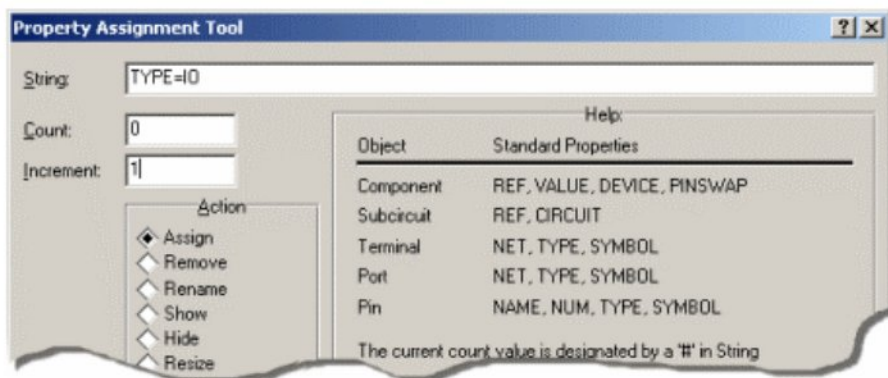 Property Assignment Tool
String: TYPE=IO
Count: 0
Increment: 1
Action
Assign
Remove
Rename
Show
Hide
Resize
Help:
Object Standard Properties
Component REF, VALUE, DEVICE, PINSWAP
Subcircuit REF, CIRCUIT
Terminal NET, TYPE, SYMBOL
Port NET, TYPE, SYMBOL
Pin NAME, NUM, TYPE, SYMBOL
The current count value is designated by a '#' in String